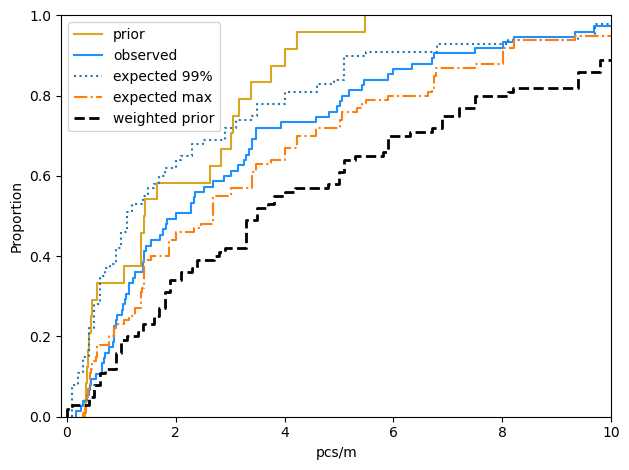 prior
observed
expected 99%
expected max
weighted prior
1.0
0.8
0.6
0.4
0.2
0.0
Proportion
0 2 4 6 8 10
pcs/m